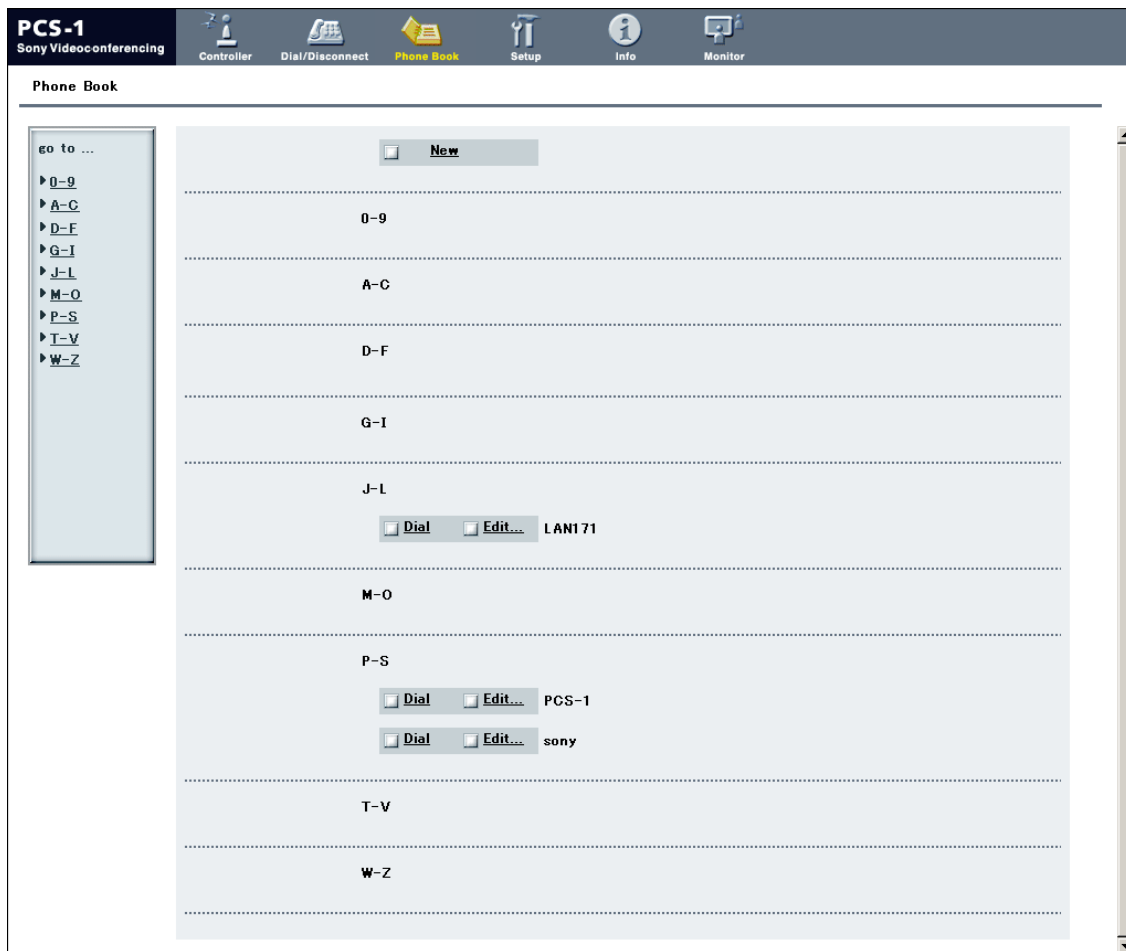 PCS-1
Sony Videoconferencing
Controller
Dial/Disconnect
Phone Book
Setup
Info
Monitor
Phone Book
go to ...
0-9
A-C
D-F
G-I
J-L
M-O
P-S
T-V
W-Z
New
0-9
A-C
D-F
G-I
J-L
Dial Edit... LAN171
M-O
P-S
Dial Edit... PCS-1
Dial Edit... sony
T-V
W-Z